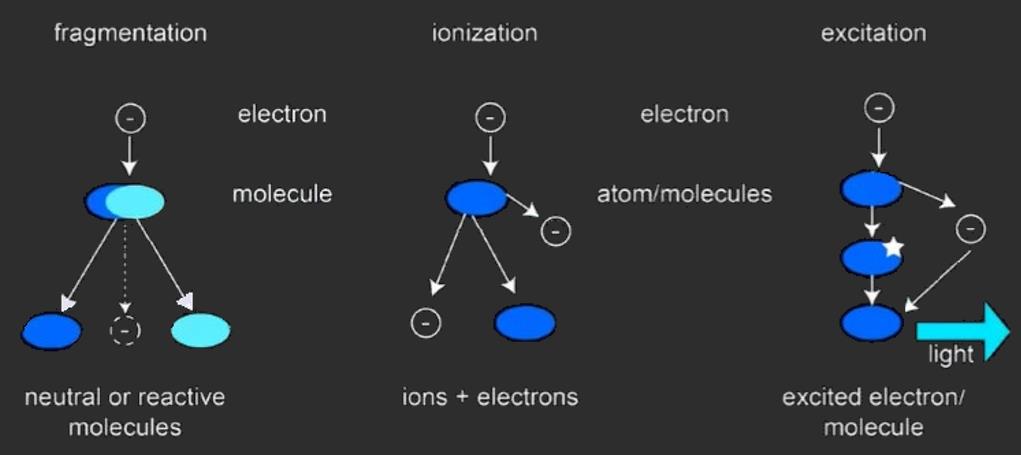 fragmentation
ionization
excitation
-
electron
-
electron
-
molecule
atom/molecules
-
-
-
-
light
neutral or reactive
molecules
ions + electrons
excited electron/
molecule